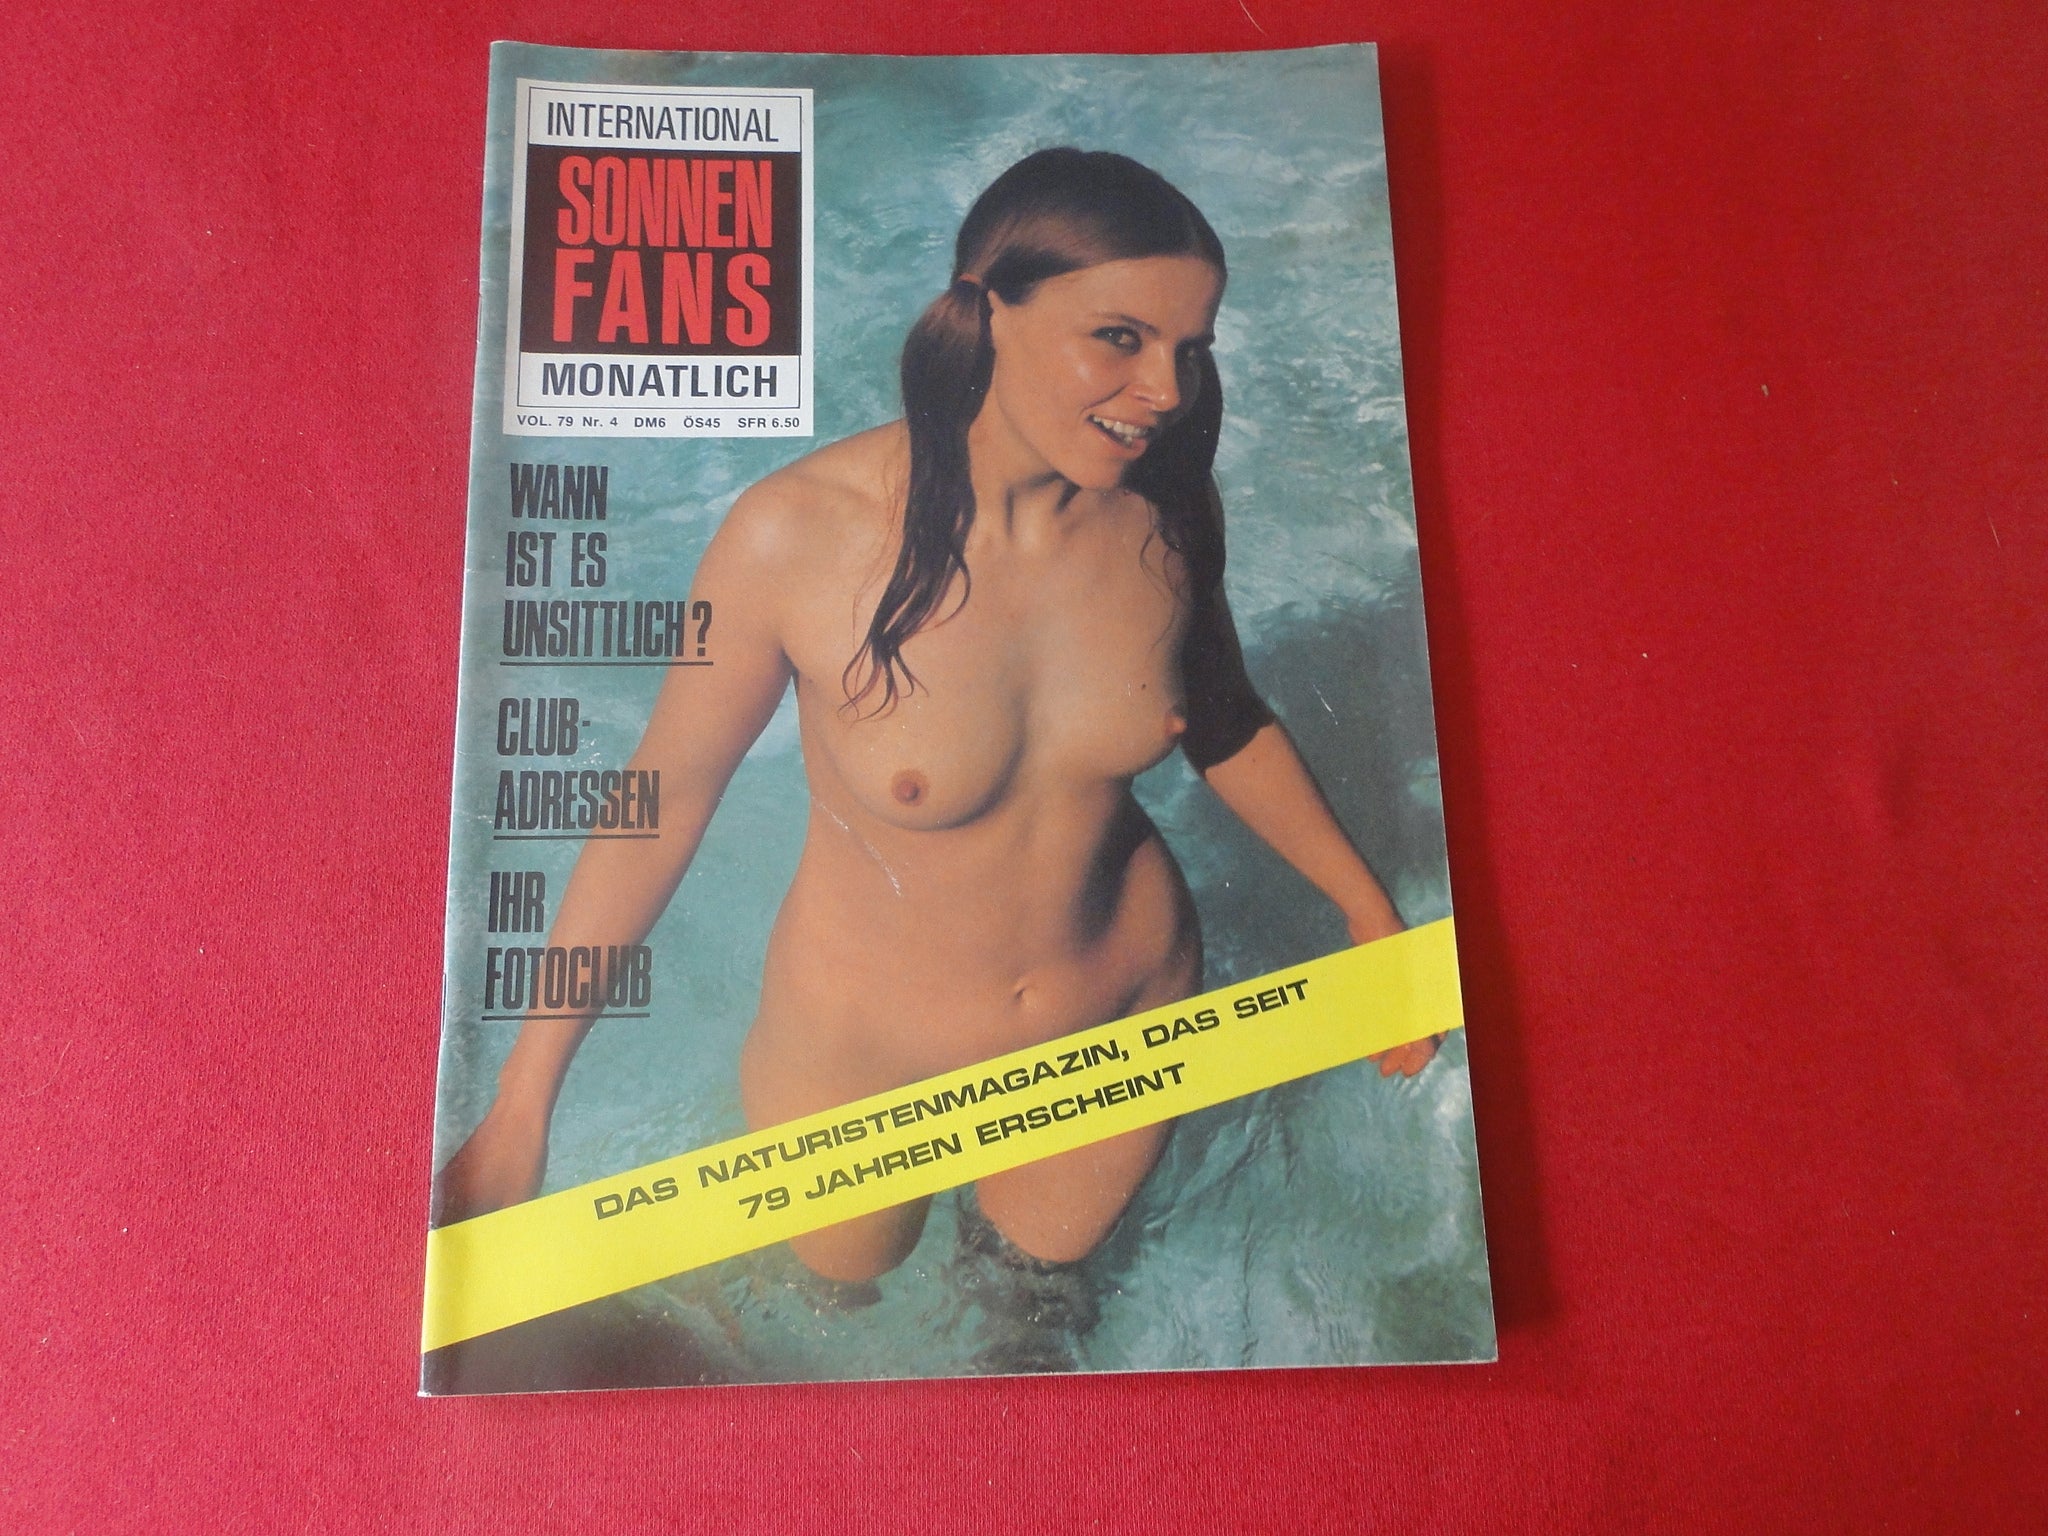 INTERNATIONAL
SONNEN
FANS
MONATLICH
VOL. 79 Nr. 4 DM6 ÖS45 SFR 6.50
WANN
IST ES
UNSITTLICH?
CLUB-
ADRESSEN
IHR
FOTOCLUB
DAS NATURISTENMAGAZIN, DAS SEIT
79 JAHREN ERSCHEINT